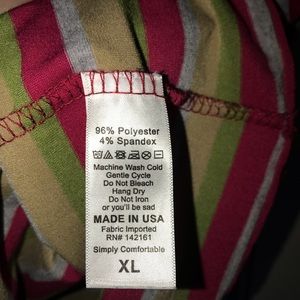 96% Polyester
4% Spandex
Machine Wash Cold
Gentle Cycle
Do Not Bleach
Hang Dry
Do Not Iron
or you'll be sad
MADE IN USA
Fabric Imported
RN# 142161
Simply Comfortable
XL